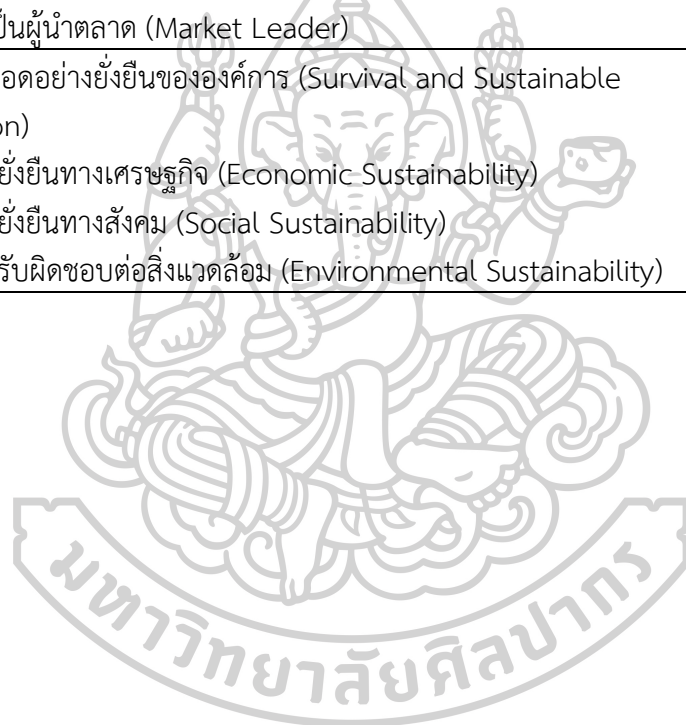 ป็นผู้นำตลาด (Market Leader)
อดอย่างยั่งยืนขององค์การ (Survival and Sustainable
on)
ยั่งยืนทางเศรษฐกิจ (Economic Sustainability)
ยั่งยืนทางสังคม (Social Sustainability)
รับผิดชอบต่อสิ่งแวดล้อม (Environmental Sustainability)
มหาวิทยาลัยศิลปากร